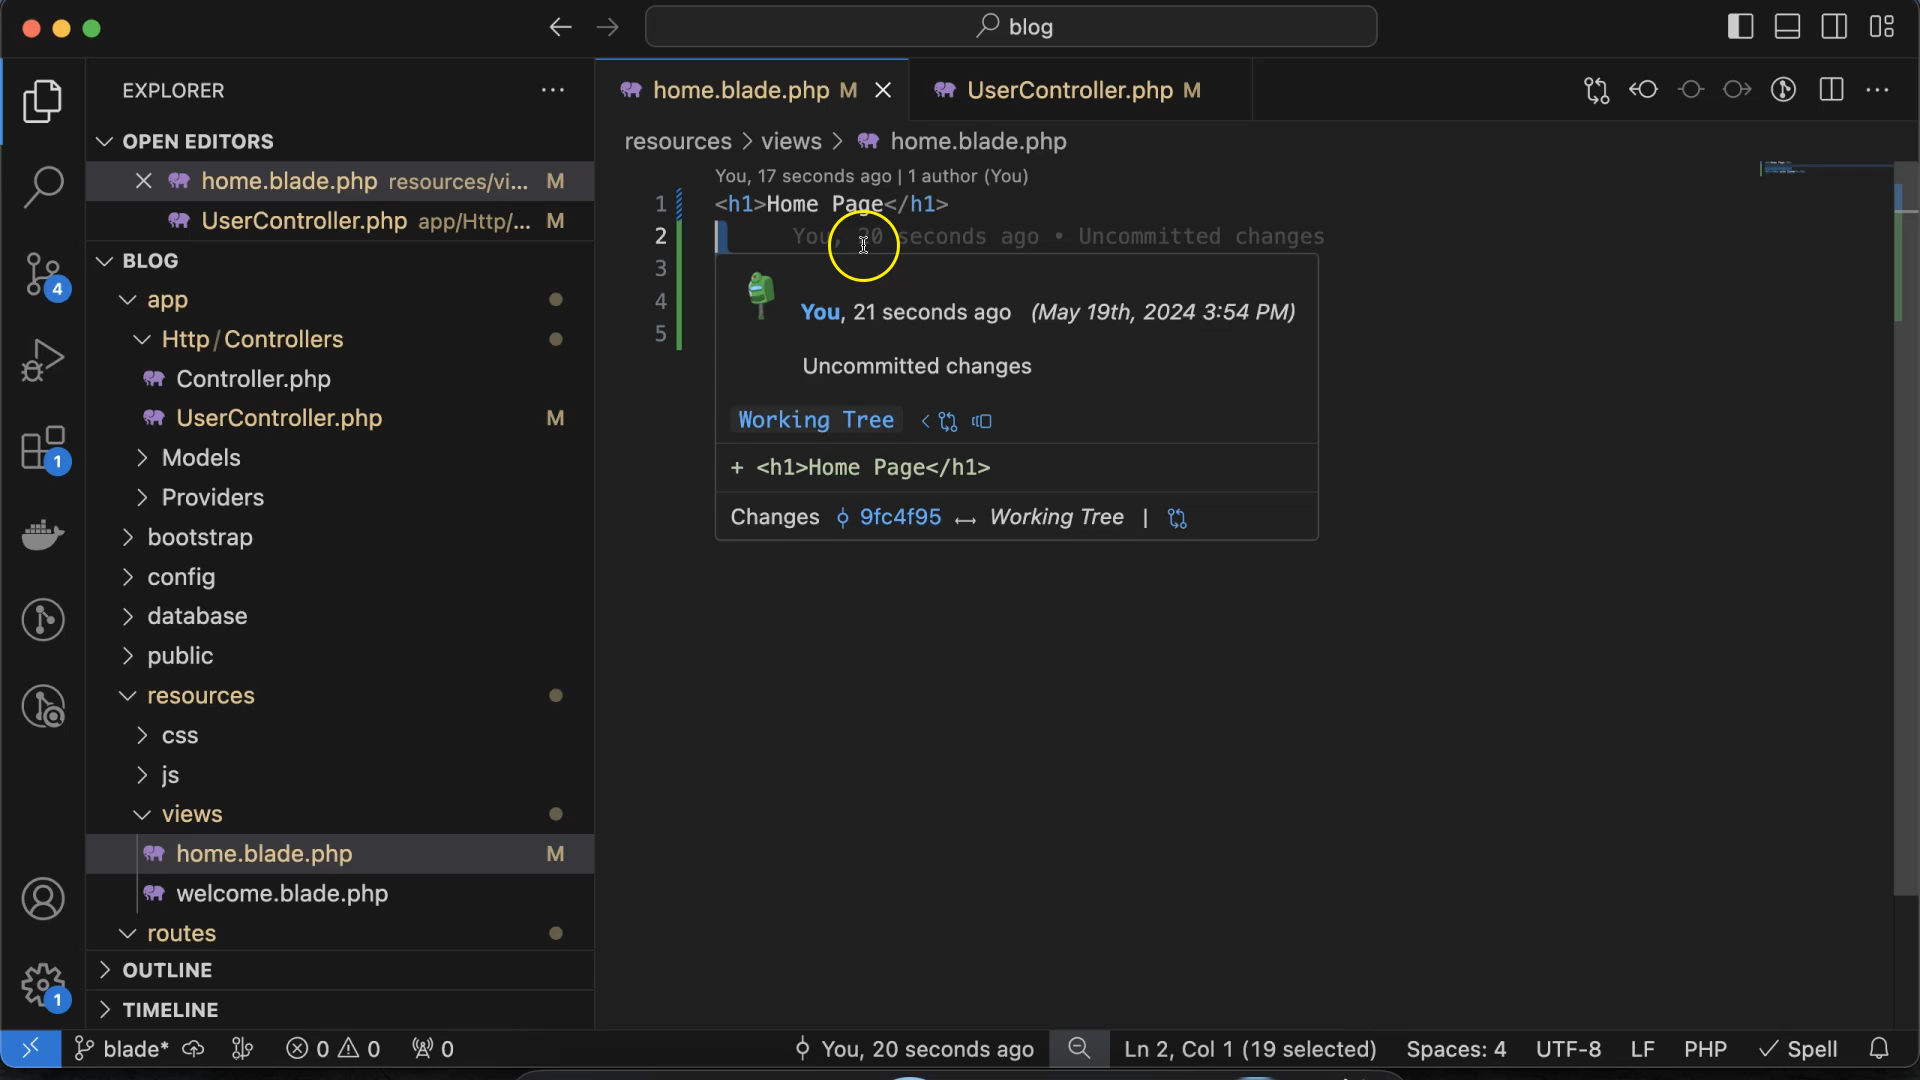 blog
EXPLORER
OPEN EDITORS
home.blade.php resources/vi... M
UserController.php app/Http/... M
BLOG
app
Http / Controllers
Controller.php
UserController.php M
Models
Providers
bootstrap
config
database
public
resources
css
js
views
home.blade.php M
welcome.blade.php
routes
OUTLINE
TIMELINE
4
1
1
home.blade.php M
UserController.php M
resources > views > home.blade.php
You, 17 seconds ago | 1 author (You)
1 <h1>Home Page</h1>
2 You, 20 seconds ago • Uncommitted changes
3
4
5
You, 21 seconds ago (May 19th, 2024 3:54 PM)
Uncommitted changes
Working Tree
+ <h1>Home Page</h1>
Changes 9fc4f95 ↔ Working Tree |
blade* 0 0 0 You, 20 seconds ago Ln 2, Col 1 (19 selected) Spaces: 4 UTF-8 LF PHP ✓ Spell